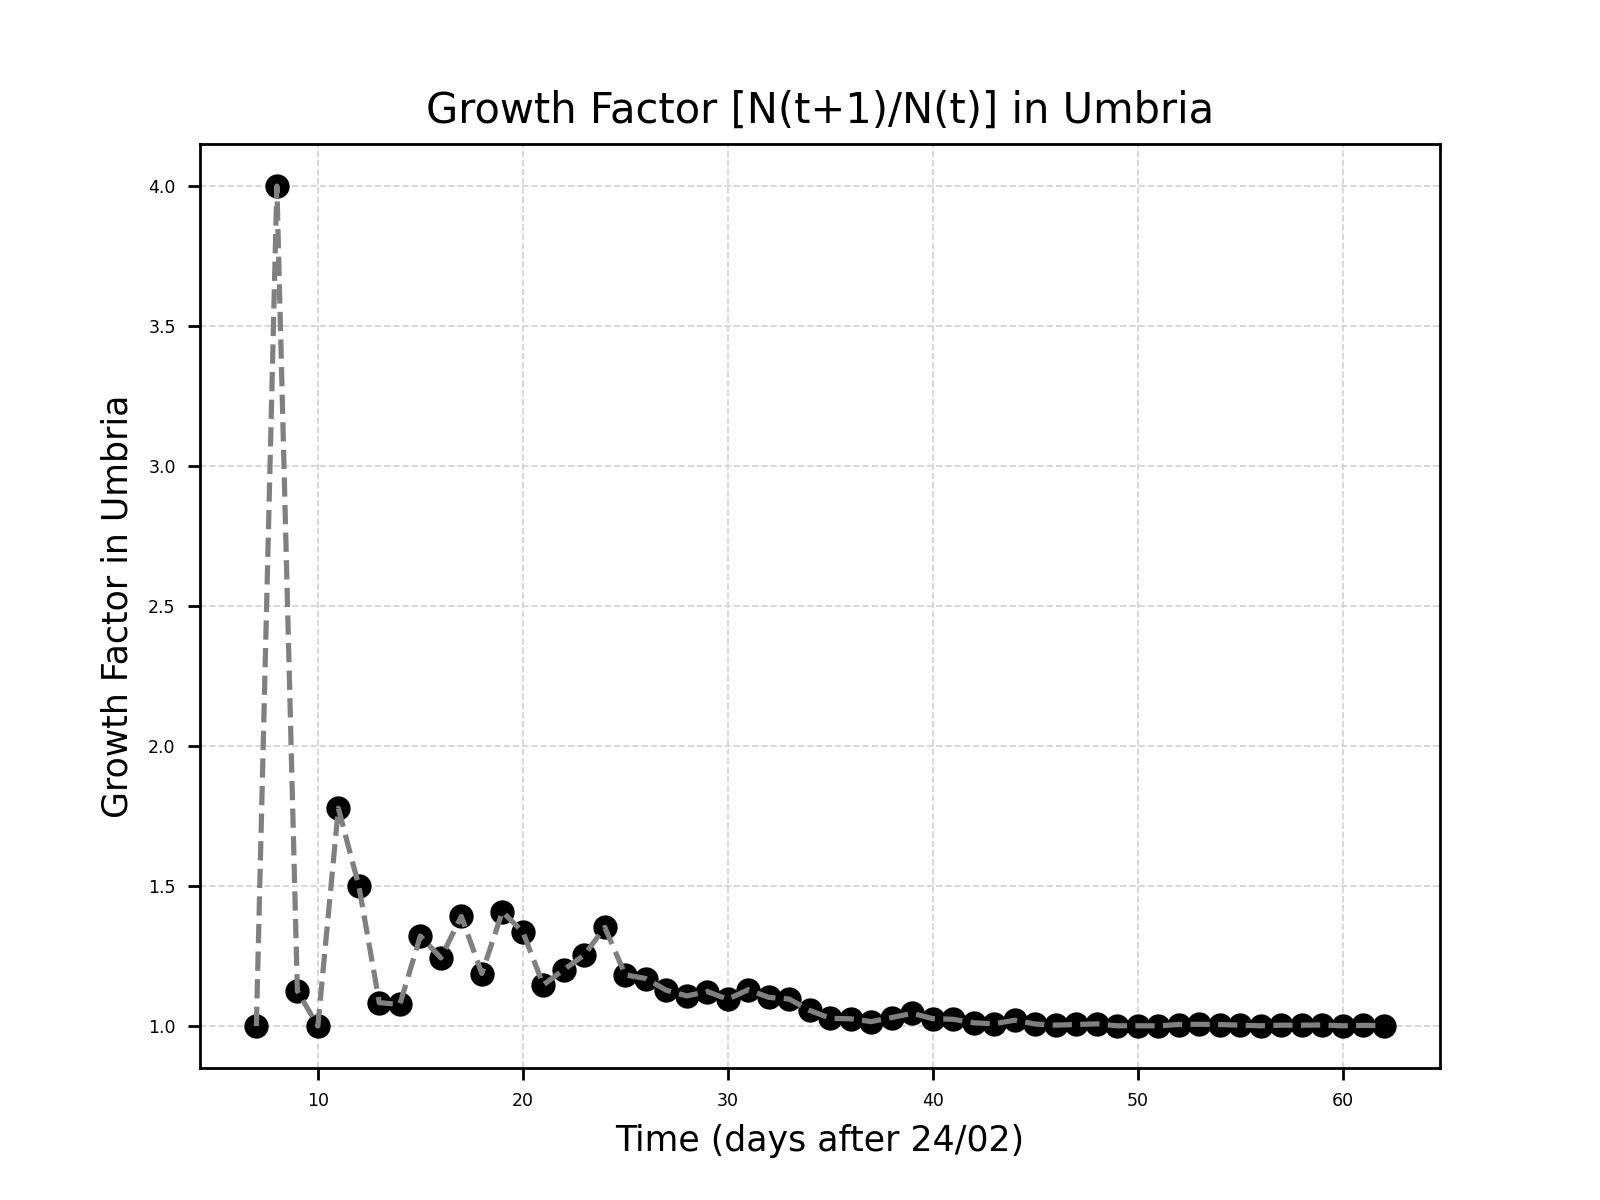 Growth Factor [N(t+1)/N(t)] in Umbria
Growth Factor in Umbria
4.0
3.5
3.0
2.5
2.0
1.5
1.0
10 20 30 40 50 60
Time (days after 24/02)